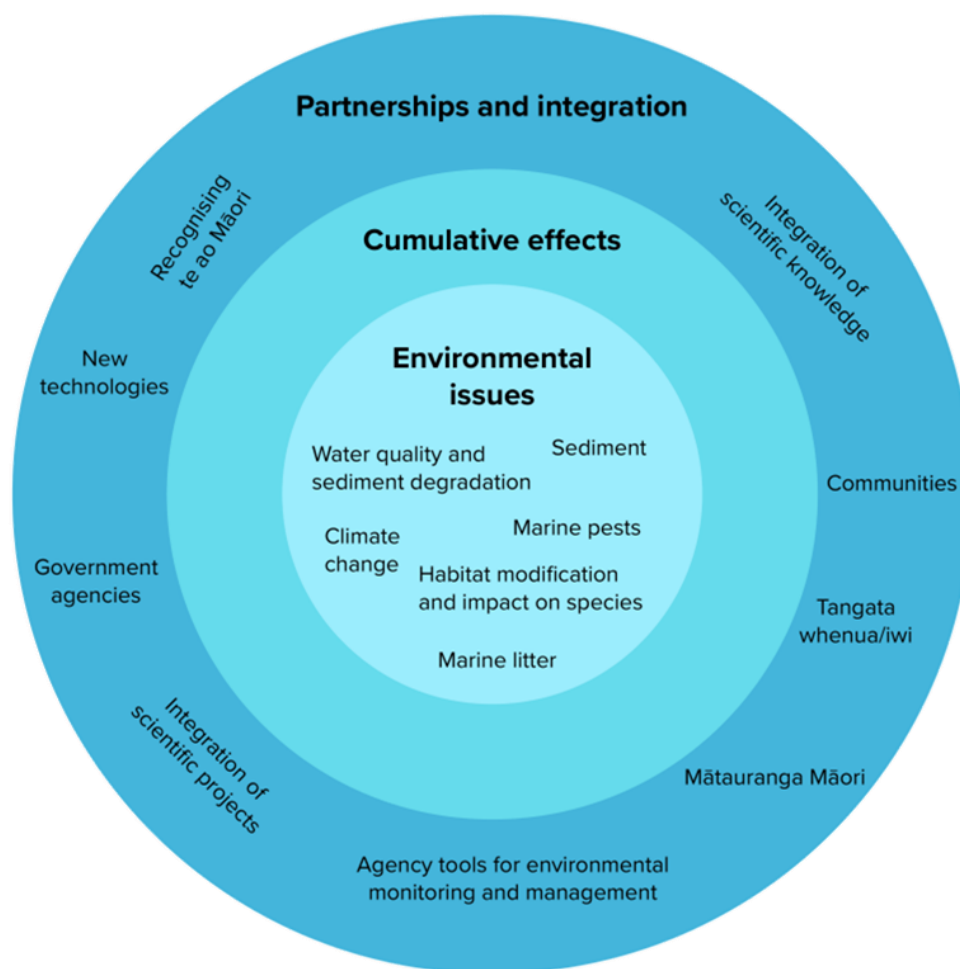 Partnerships and integration
Recognising
te ao Māori
Integration of
scientific knowledge
Cumulative effects
New
technologies
Environmental
issues
Water quality and
sediment degradation
Sediment
Communities
Climate
change
Marine pests
Government
agencies
Habitat modification
and impact on species
Tangata
whenua/iwi
Marine litter
Integration of
scientific projects
Mātauranga Māori
Agency tools for environmental
monitoring and management